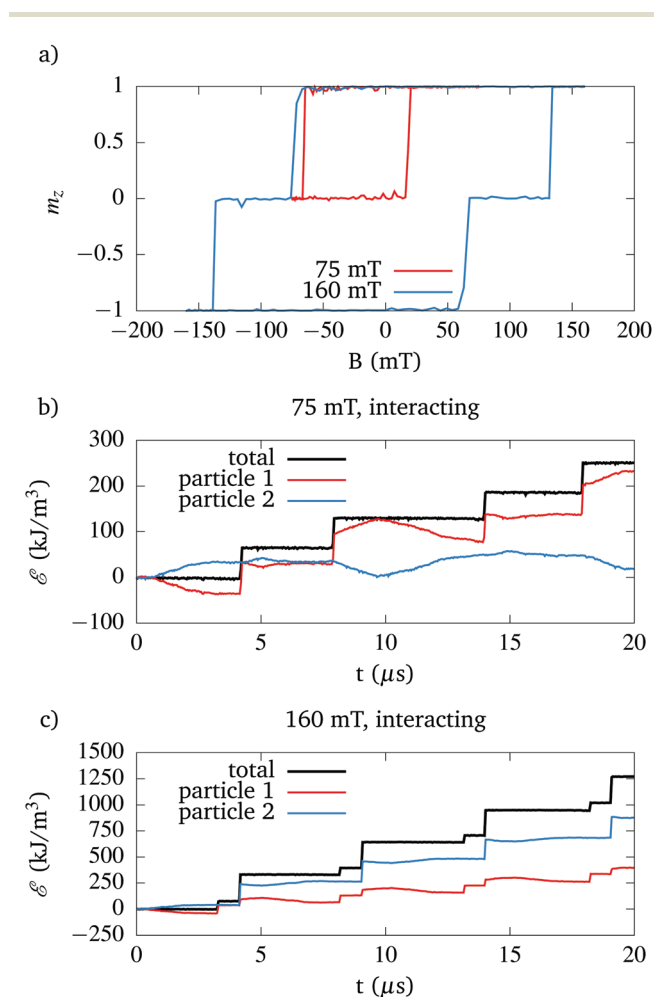 a)
1
0.5
0
−0.5
−1
m_z
75 mT
160 mT
−200 −150 −100 −50 0 50 100 150 200
B (mT)
b)
75 mT, interacting
300
200
100
0
−100
ℰ (kJ/m³)
total
particle 1
particle 2
0 5 10 15 20
t (μs)
c)
160 mT, interacting
1500
1250
1000
750
500
250
0
−250
ℰ (kJ/m³)
total
particle 1
particle 2
0 5 10 15 20
t (μs)